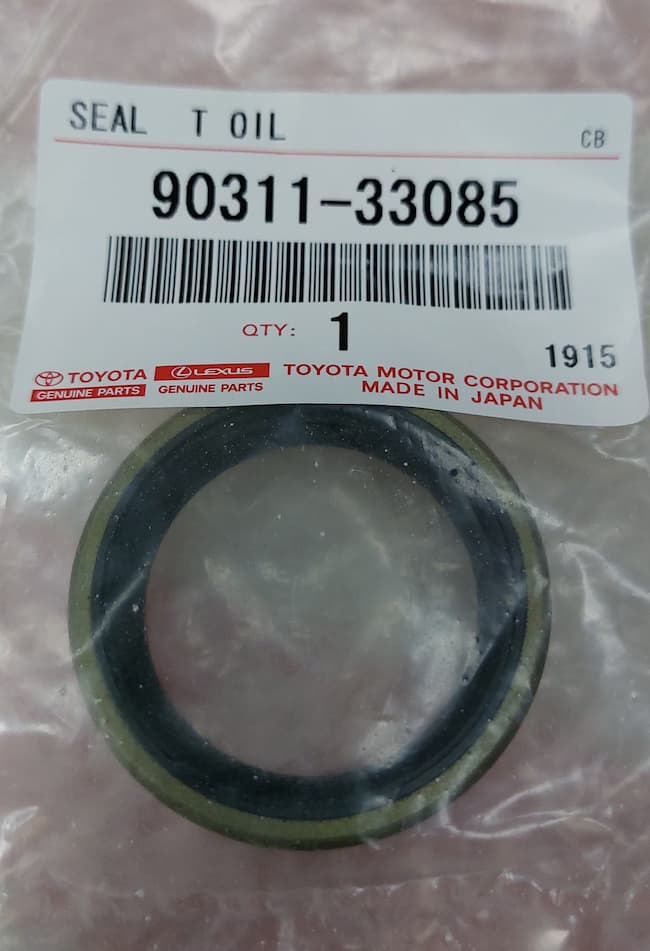 SEAL T OIL
CB
90311-33085
QTY: 1
1915
TOYOTA
GENUINE PARTS
LEXUS
GENUINE PARTS
TOYOTA MOTOR CORPORATION
MADE IN JAPAN